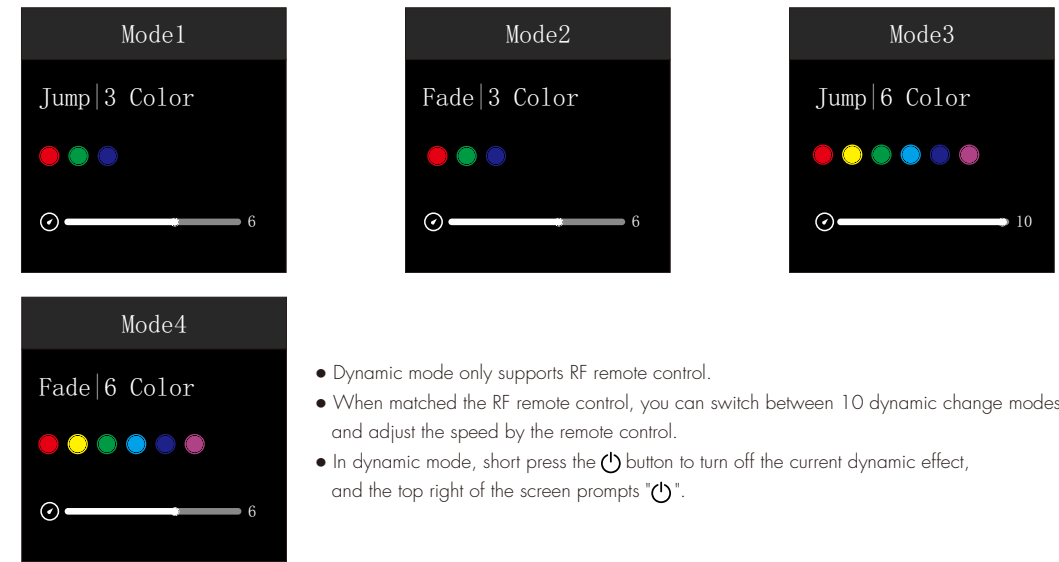 Mode1
Jump|3 Color
6
Mode2
Fade|3 Color
6
Mode3
Jump|6 Color
10
Mode4
Fade|6 Color
6
● Dynamic mode only supports RF remote control.
● When matched the RF remote control, you can switch between 10 dynamic change modes
and adjust the speed by the remote control.
● In dynamic mode, short press the button to turn off the current dynamic effect,
and the top right of the screen prompts " ".